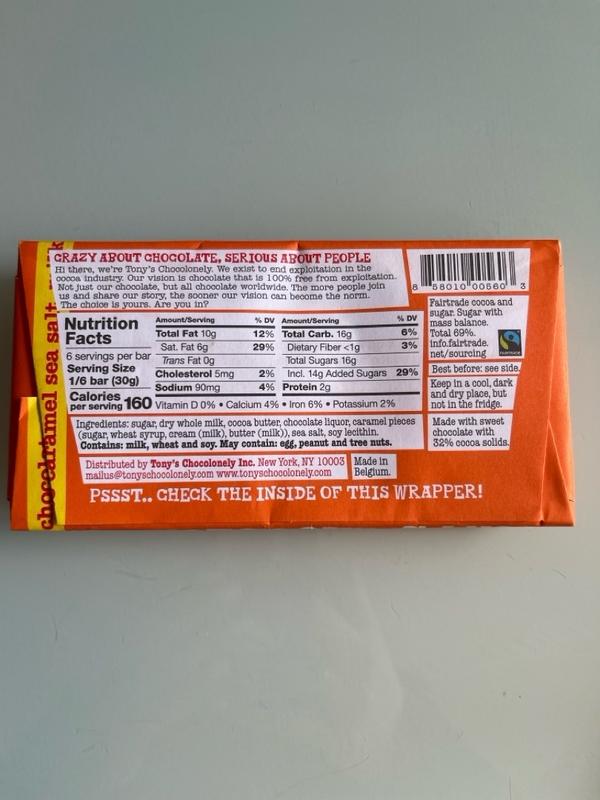 CRAZY ABOUT CHOCOLATE, SERIOUS ABOUT PEOPLE
Hi there, we're Tony's Chocolonely. We exist to end exploitation in the
cocoa industry. Our vision is chocolate that is 100% free from exploitation.
Not just our chocolate, but all chocolate worldwide. The more people join
us and share our story, the sooner our vision can become the norm.
The choice is yours. Are you in?
8 58010 00560 3
Nutrition
Facts
6 servings per bar
Serving Size
1/6 bar (30g)
Calories
per serving 160
Amount/Serving % DV Amount/Serving % DV
Total Fat 10g 12% Total Carb. 16g 6%
Sat. Fat 6g 29% Dietary Fiber <1g 3%
Trans Fat 0g Total Sugars 16g
Cholesterol 5mg 2% Incl. 14g Added Sugars 29%
Sodium 90mg 4% Protein 2g
Vitamin D 0% • Calcium 4% • Iron 6% • Potassium 2%
Fairtrade cocoa and
sugar. Sugar with
mass balance.
Total 69%.
info.fairtrade.
net/sourcing
FAIRTRADE
Best before: see side.
Keep in a cool, dark
and dry place, but
not in the fridge.
Made with sweet
chocolate with
32% cocoa solids.
Ingredients: sugar, dry whole milk, cocoa butter, chocolate liquor, caramel pieces
(sugar, wheat syrup, cream (milk), butter (milk)), sea salt, soy lecithin.
Contains: milk, wheat and soy. May contain: egg, peanut and tree nuts.
Distributed by Tony's Chocolonely Inc. New York, NY 10003
mailus@tonyschocolonely.com www.tonyschocolonely.com
Made in
Belgium.
PSSST.. CHECK THE INSIDE OF THIS WRAPPER!
caramel sea salt